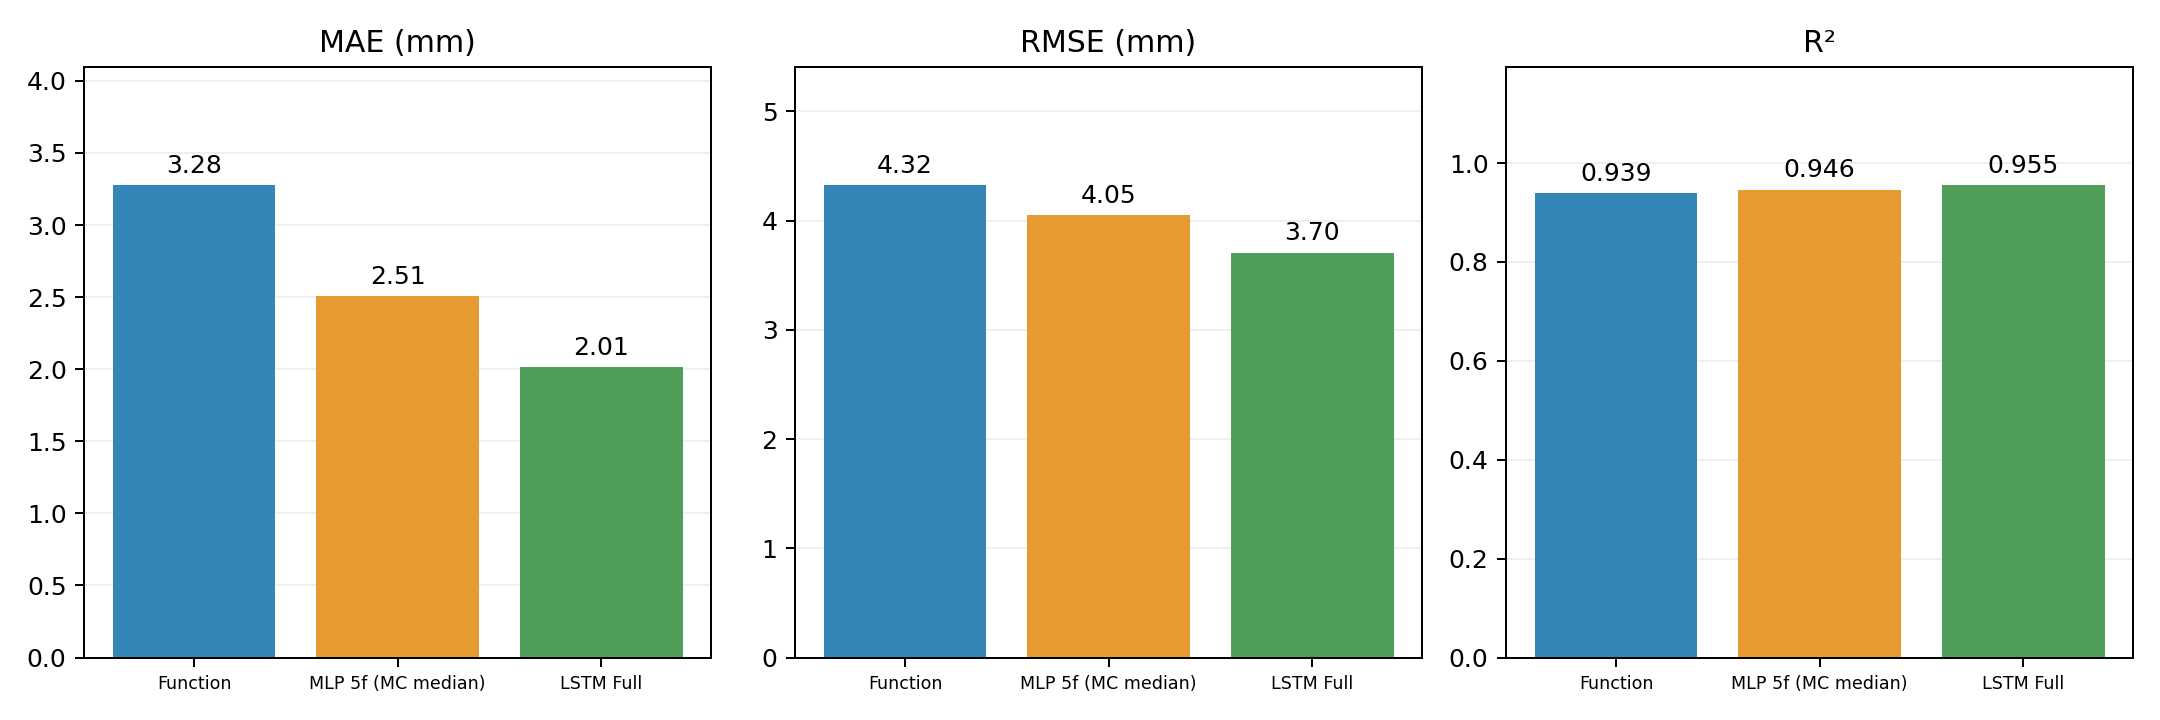 MAE (mm)
4.0
3.5
3.0
2.5
2.0
1.5
1.0
0.5
0.0
3.28
2.51
2.01
Function
MLP 5f (MC median)
LSTM Full
RMSE (mm)
5
4
3
2
1
0
4.32
4.05
3.70
Function
MLP 5f (MC median)
LSTM Full
R²
1.0
0.8
0.6
0.4
0.2
0.0
0.939
0.946
0.955
Function
MLP 5f (MC median)
LSTM Full